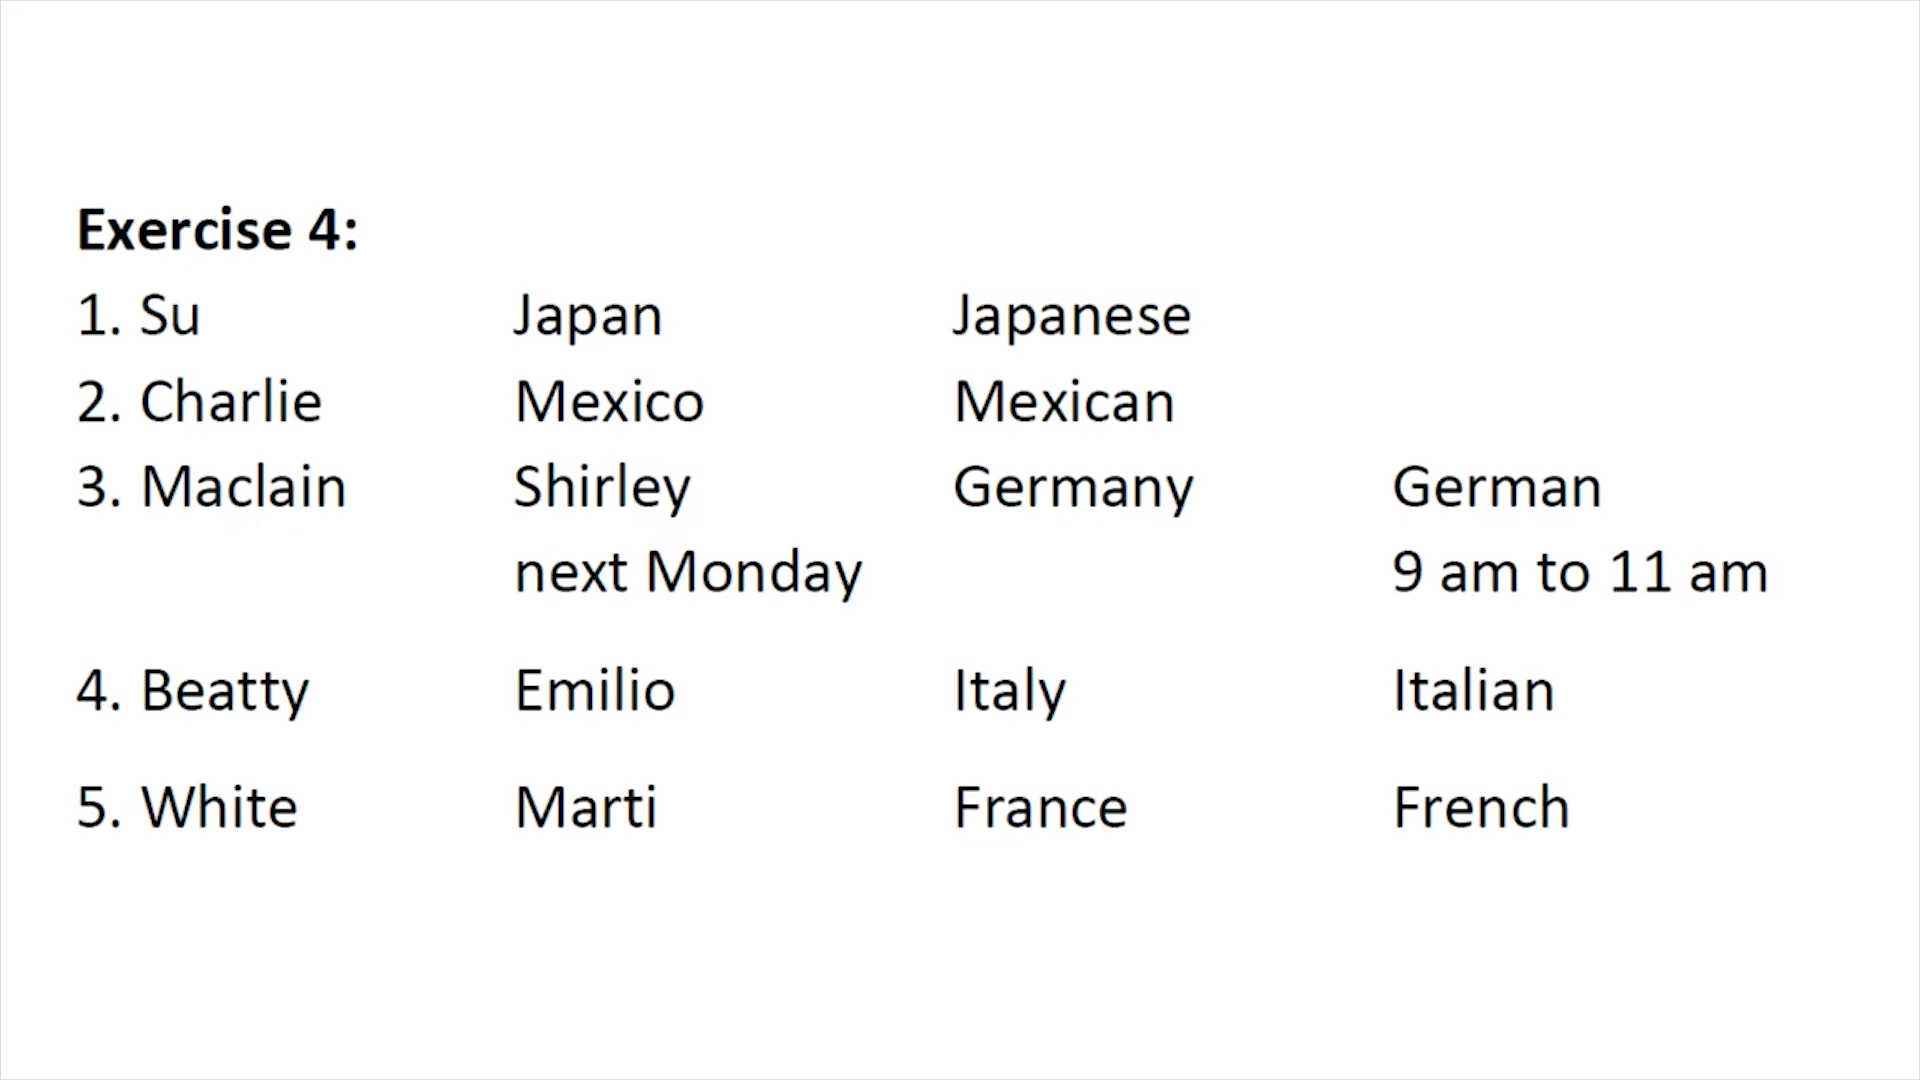 Exercise 4:
1. Su Japan Japanese
2. Charlie Mexico Mexican
3. Maclain Shirley Germany German
next Monday 9 am to 11 am
4. Beatty Emilio Italy Italian
5. White Marti France French